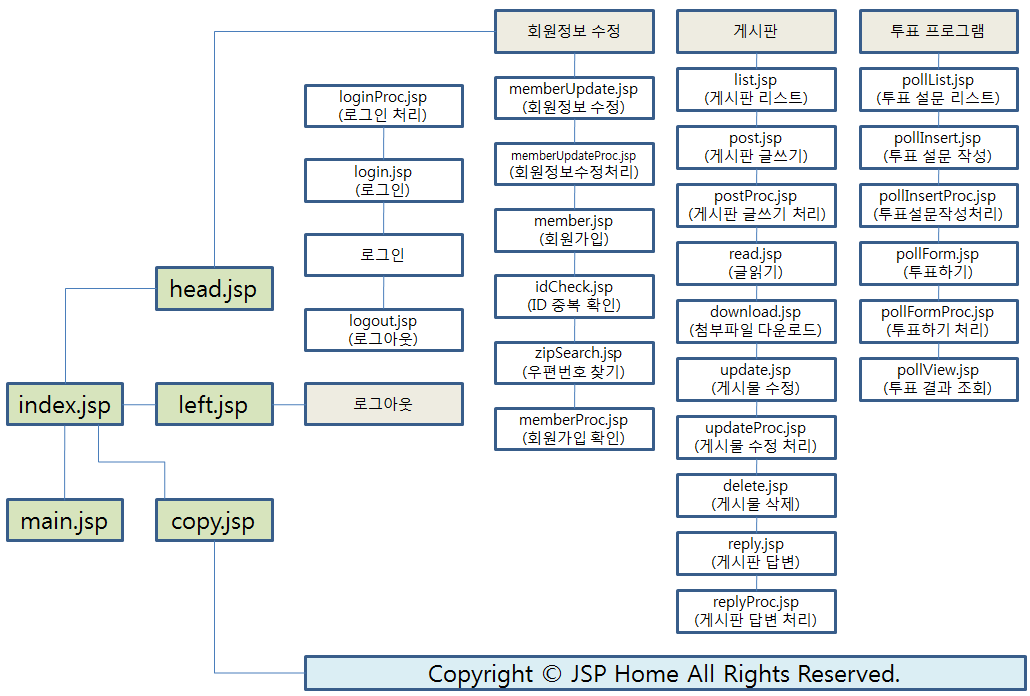 회원정보 수정
게시판
투표 프로그램
loginProc.jsp
(로그인 처리)
login.jsp
(로그인)
로그인
logout.jsp
(로그아웃)
로그아웃
head.jsp
index.jsp
left.jsp
main.jsp
copy.jsp
memberUpdate.jsp
(회원정보 수정)
memberUpdateProc.jsp
(회원정보수정처리)
member.jsp
(회원가입)
idCheck.jsp
(ID 중복 확인)
zipSearch.jsp
(우편번호 찾기)
memberProc.jsp
(회원가입 확인)
list.jsp
(게시판 리스트)
post.jsp
(게시판 글쓰기)
postProc.jsp
(게시판 글쓰기 처리)
read.jsp
(글읽기)
download.jsp
(첨부파일 다운로드)
update.jsp
(게시물 수정)
updateProc.jsp
(게시물 수정 처리)
delete.jsp
(게시물 삭제)
reply.jsp
(게시판 답변)
replyProc.jsp
(게시판 답변 처리)
pollList.jsp
(투표 설문 리스트)
pollInsert.jsp
(투표 설문 작성)
pollInsertProc.jsp
(투표설문작성처리)
pollForm.jsp
(투표하기)
pollFormProc.jsp
(투표하기 처리)
pollView.jsp
(투표 결과 조회)
Copyright © JSP Home All Rights Reserved.